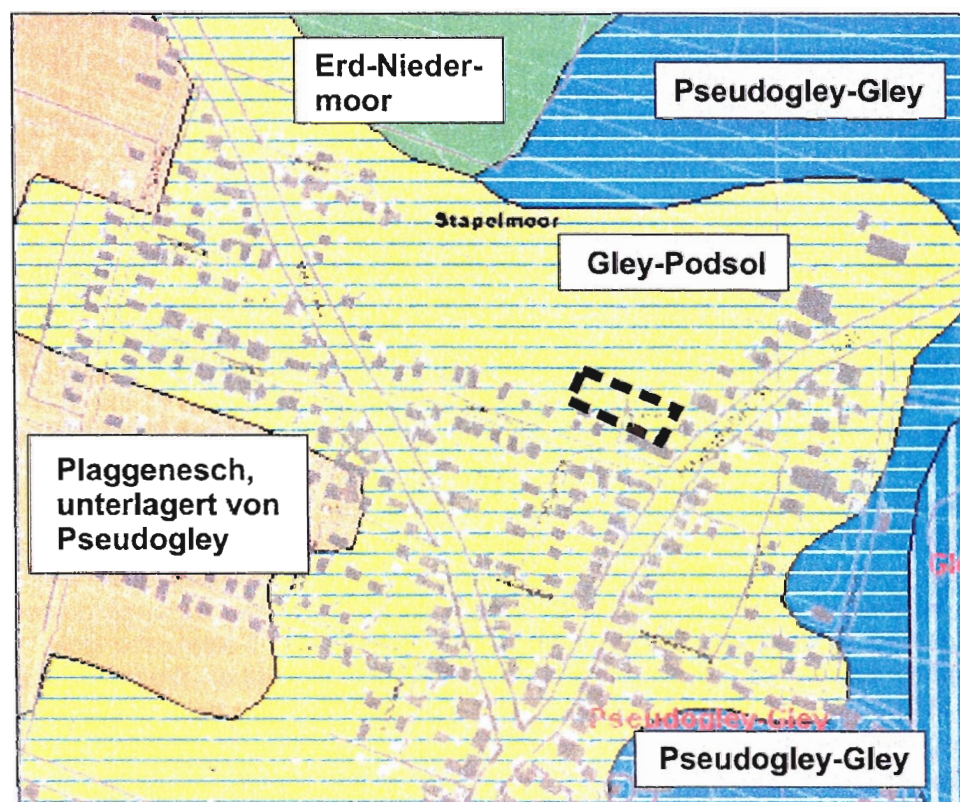 Erd-Nieder-
moor
Pseudogley-Gley
Stapelmoor
Gley-Podsol
Plaggenesch,
unterlagert von
Pseudogley
Pseudogley-Gley
Pseudogley-Gley